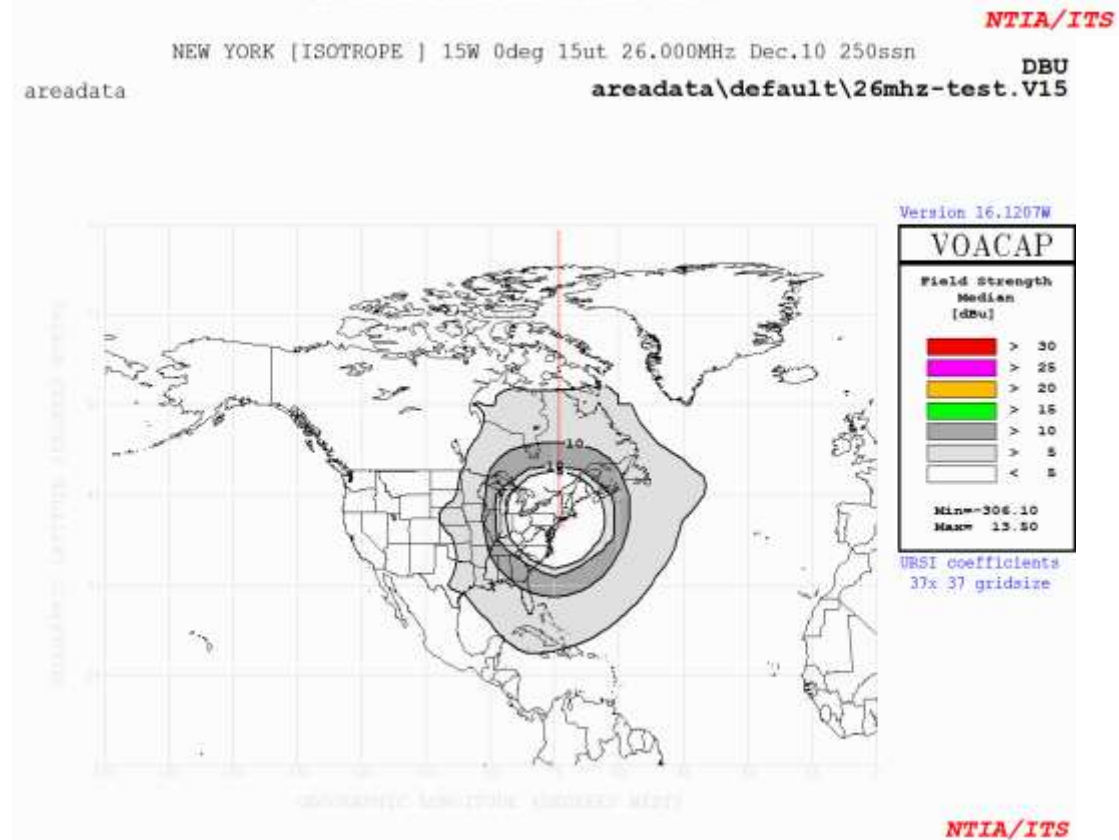 NTIA/ITS
NEW YORK [ISOTROPE ] 15W 0deg 15ut 26.000MHz Dec.10 250ssn
DBU
areadata
areadata\default\26mhz-test.V15
Version 16.1207W
VOACAP
Field Strength
Median
[dBu]
> 30
> 25
> 20
> 15
> 10
> 5
< 5
Min=-306.10
Max= 13.50
URSI coefficients
37x 37 gridsize
10
10
NTIA/ITS